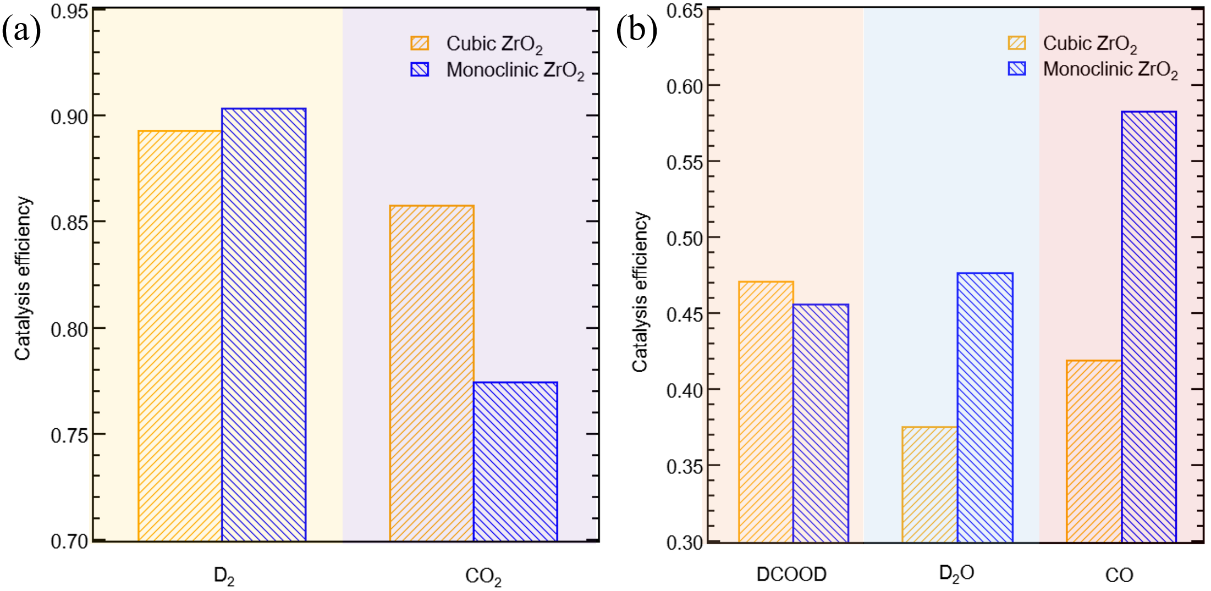 (a)
Catalysis efficiency
0.95
0.90
0.85
0.80
0.75
0.70
Cubic ZrO₂
Monoclinic ZrO₂
D₂
CO₂
(b)
Catalysis efficiency
0.65
0.60
0.55
0.50
0.45
0.40
0.35
0.30
Cubic ZrO₂
Monoclinic ZrO₂
DCOOD
D₂O
CO